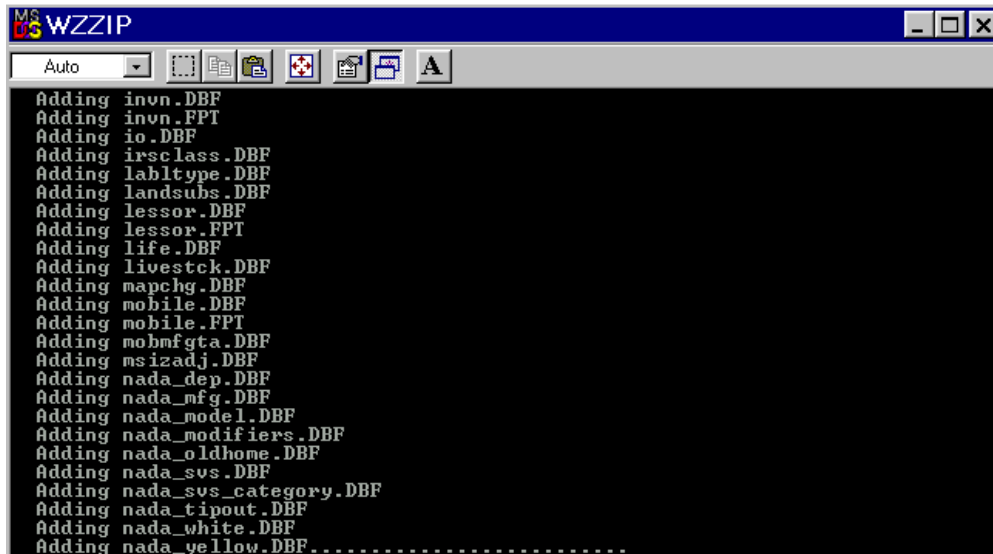 MS DOS WZZIP
Auto A
Adding invn.DBF
Adding invn.FPT
Adding io.DBF
Adding irsclass.DBF
Adding labltype.DBF
Adding landsubs.DBF
Adding lessor.DBF
Adding lessor.FPT
Adding life.DBF
Adding livestck.DBF
Adding mapchg.DBF
Adding mobile.DBF
Adding mobile.FPT
Adding mobmfgta.DBF
Adding msizadj.DBF
Adding nada_dep.DBF
Adding nada_mfg.DBF
Adding nada_model.DBF
Adding nada_modifiers.DBF
Adding nada_oldhome.DBF
Adding nada_svs.DBF
Adding nada_svs_category.DBF
Adding nada_tipout.DBF
Adding nada_white.DBF
Adding nada_yellow.DBF..........................